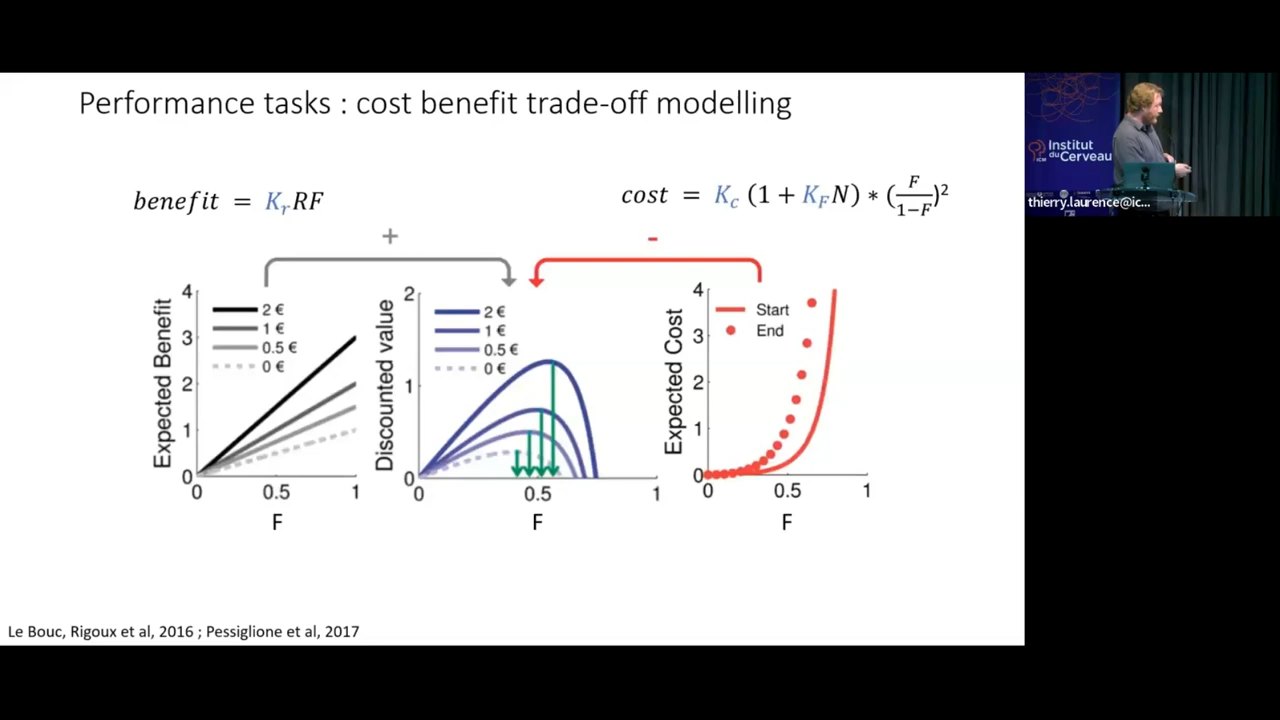 Performance tasks : cost benefit trade-off modelling
benefit = K_r RF
cost = K_c (1 + K_F N) * (F/(1−F))²
+
-
Expected Benefit
4
3
2
1
0
2 €
1 €
0.5 €
0 €
0
0.5
1
F
Discounted value
2
1
0
2 €
1 €
0.5 €
0 €
0
0.5
1
F
Expected Cost
4
3
2
1
0
Start
End
0
0.5
1
F
Le Bouc, Rigoux et al, 2016 ; Pessiglione et al, 2017
ICM
Institut
du Cerveau
thierry.laurence@ic...